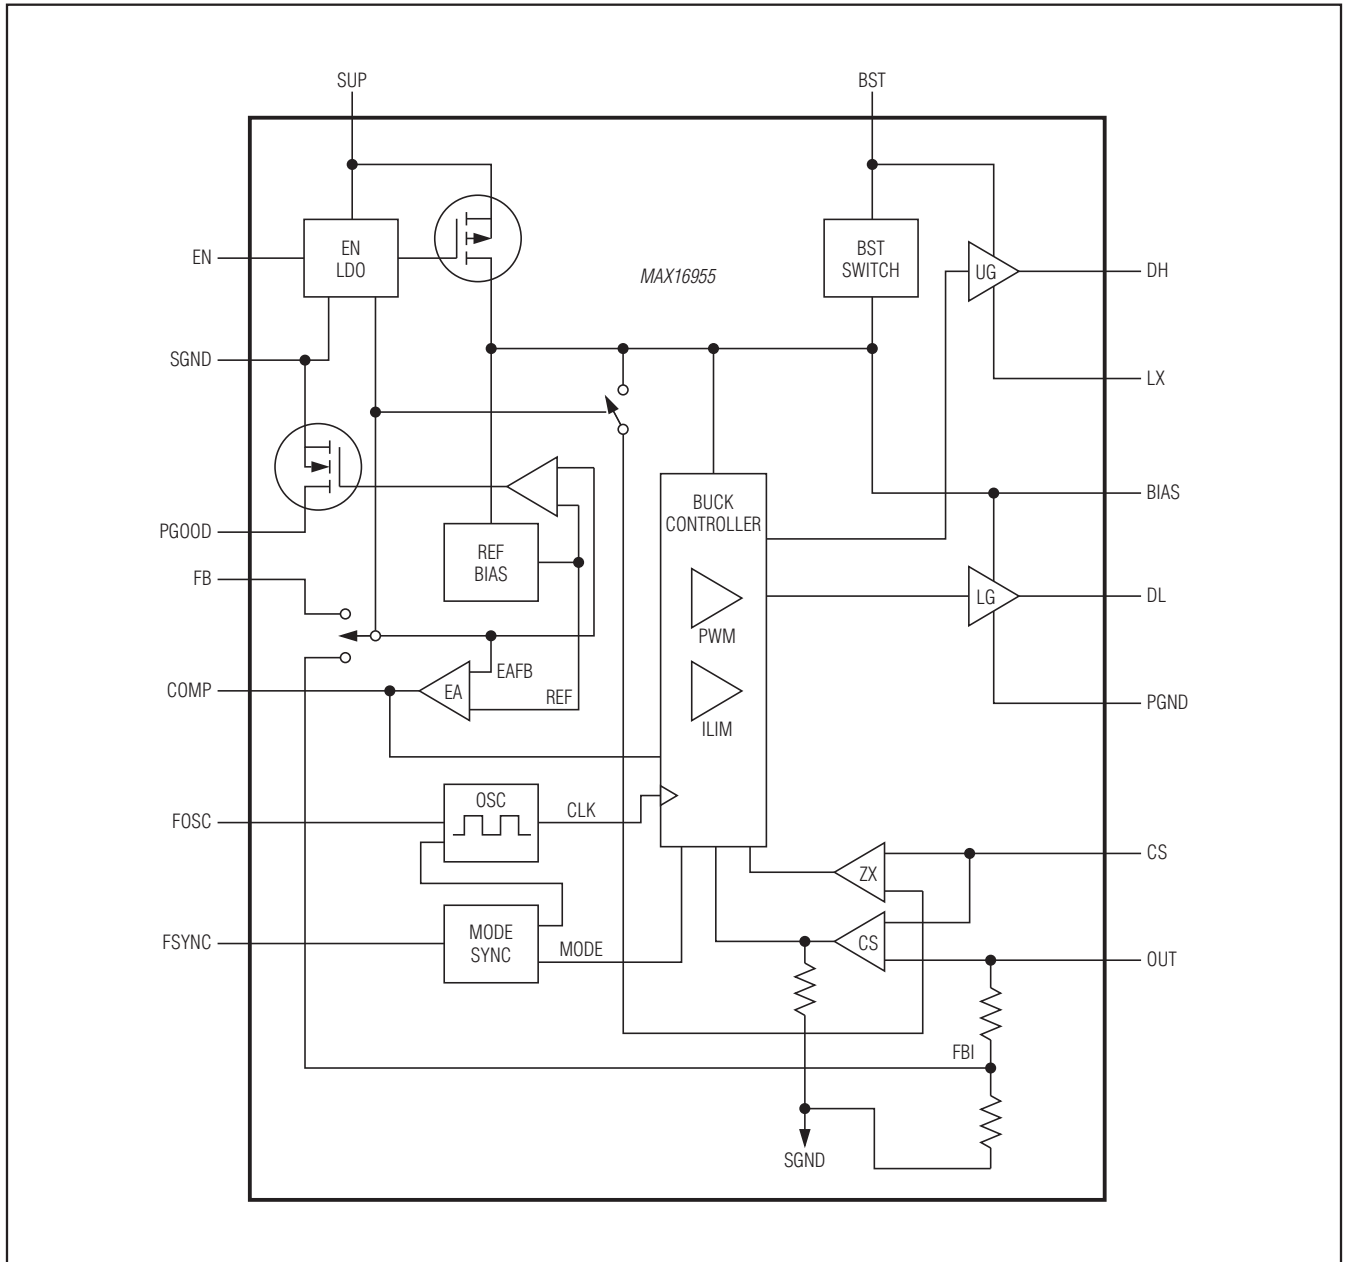 SUP
BST
EN
EN
LDO
MAX16955
BST
SWITCH
UG
DH
SGND
LX
BUCK
CONTROLLER
BIAS
PGOOD
REF
BIAS
FB
LG
DL
PWM
EAFB
COMP
EA
REF
PGND
ILIM
OSC
FOSC
CLK
CS
ZX
FSYNC
MODE
SYNC
MODE
CS
OUT
FBI
SGND